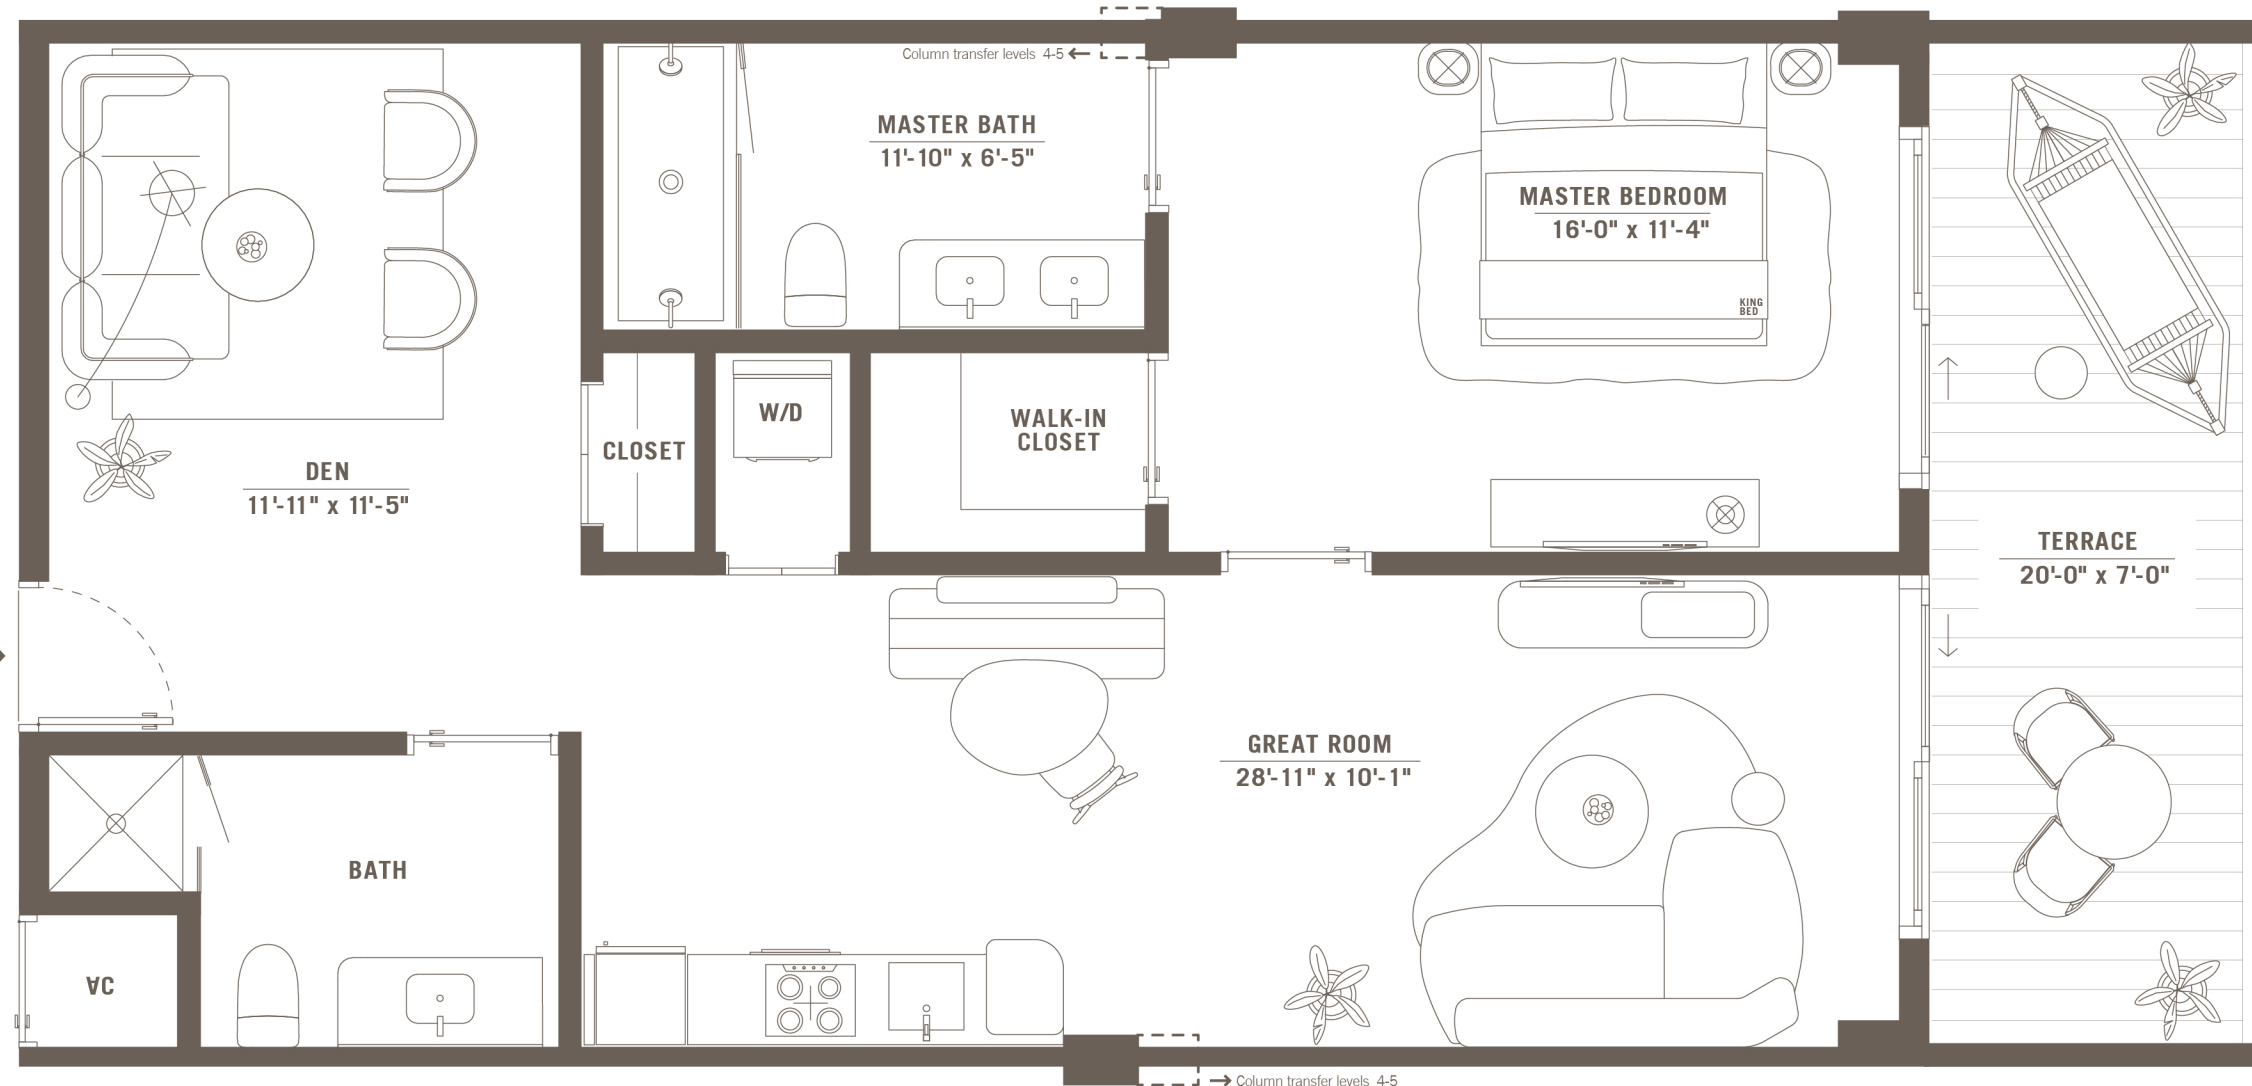 Column transfer levels 4-5
MASTER BATH
11'-10" x 6'-5"
MASTER BEDROOM
16'-0" x 11'-4"
KING
BED
W/D
CLOSET
WALK-IN
CLOSET
DEN
11'-11" x 11'-5"
TERRACE
20'-0" x 7'-0"
GREAT ROOM
28'-11" x 10'-1"
BATH
AC
Column transfer levels 4-5